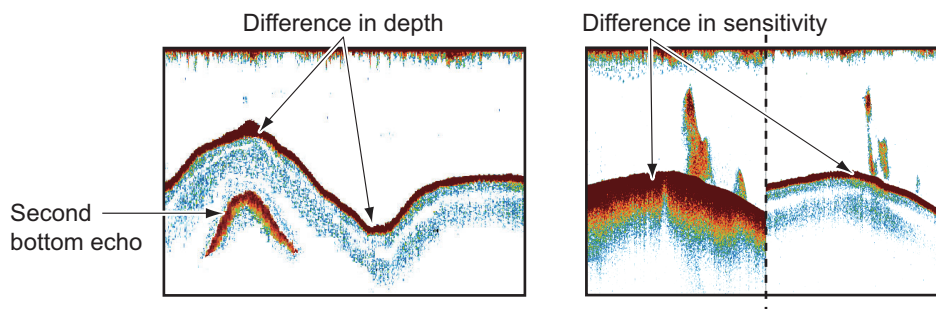 Difference in depth
Difference in sensitivity
Second
bottom echo